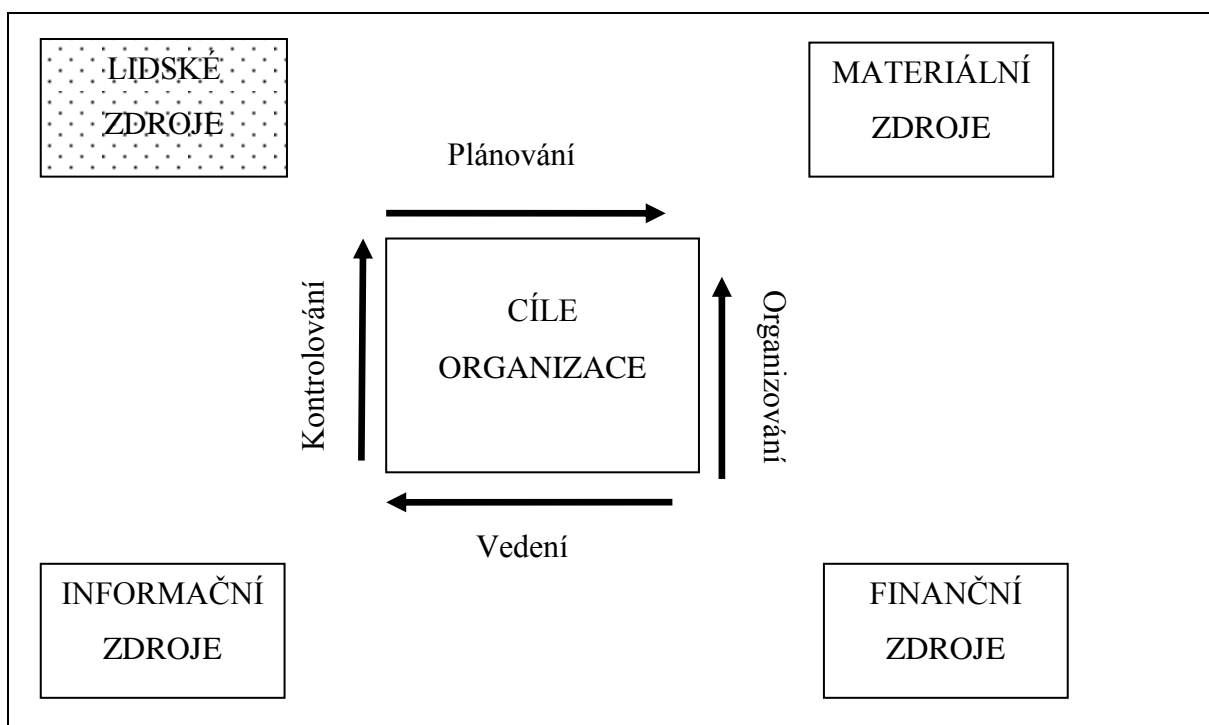 LIDSKÉ
ZDROJE
MATERIÁLNÍ
ZDROJE
Plánování
Kontrolování
CÍLE
ORGANIZACE
Organizování
Vedení
INFORMAČNÍ
ZDROJE
FINANČNÍ
ZDROJE